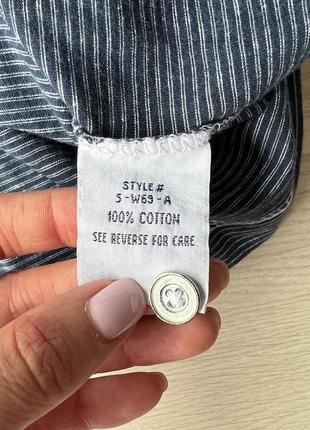 STYLE#
5-W69-A
100% COTTON
SEE REVERSE FOR CARE